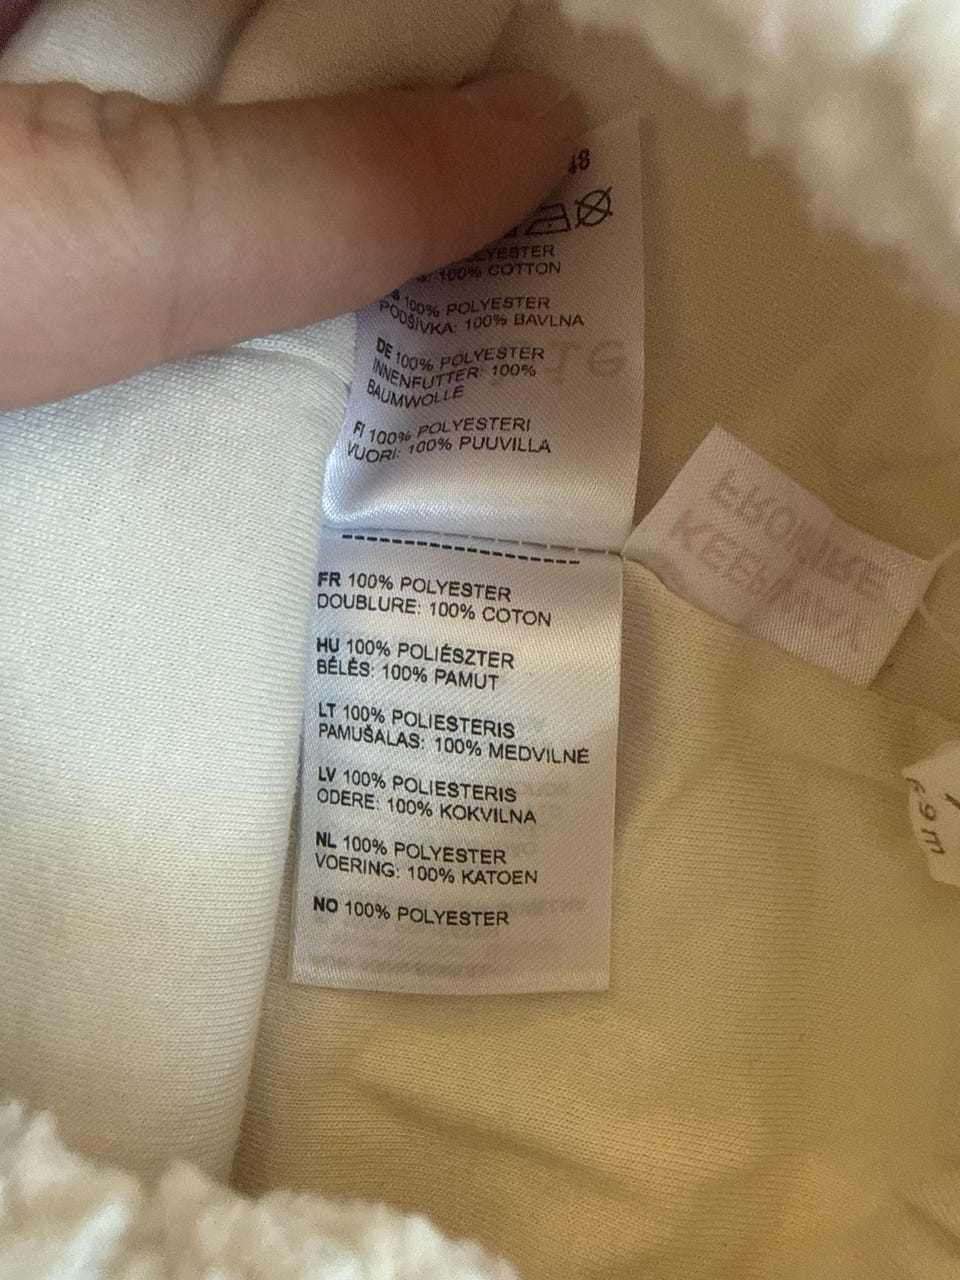 48
100% COTTON
100% POLYESTER
PODŠÍVKA: 100% BAVLNA
DE 100% POLYESTER
INNENFUTTER: 100%
BAUMWOLLE
FI 100% POLYESTERI
VUORI: 100% PUUVILLA
FR 100% POLYESTER
DOUBLURE: 100% COTON
HU 100% POLIÉSZTER
BÉLÉS: 100% PAMUT
LT 100% POLIESTERIS
PAMUŠALAS: 100% MEDVILNĖ
LV 100% POLIESTERIS
ODERE: 100% KOKVILNA
NL 100% POLYESTER
VOERING: 100% KATOEN
NO 100% POLYESTER